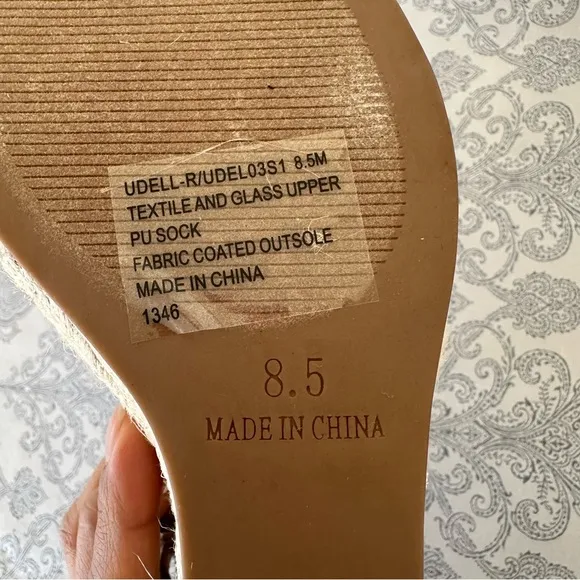 UDELL-R/UDEL03S1 8.5M
TEXTILE AND GLASS UPPER
PU SOCK
FABRIC COATED OUTSOLE
MADE IN CHINA
1346
8.5
MADE IN CHINA